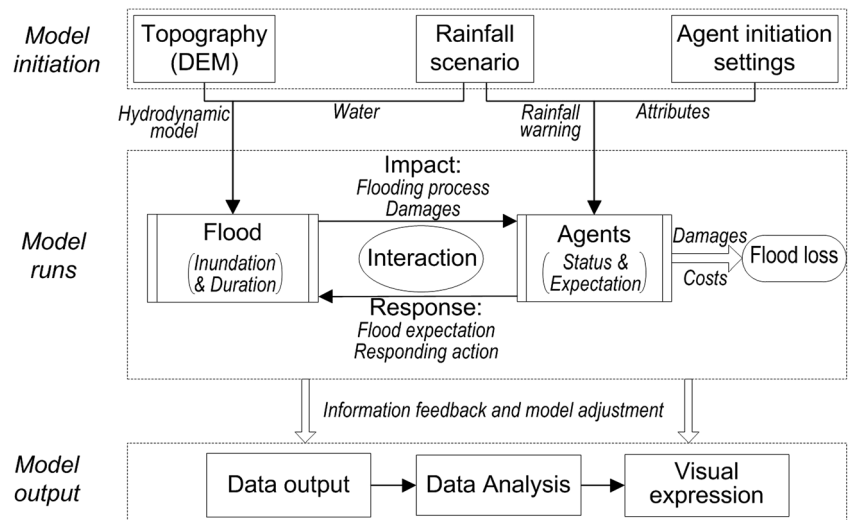 Model
initiation
Topography
(DEM)
Rainfall
scenario
Agent initiation
settings
Hydrodynamic
model
Water
Rainfall
warning
Attributes
Model
runs
Impact:
Flooding process
Damages
Flood
(Inundation
& Duration)
Interaction
Agents
(Status &
Expectation)
Damages
Costs
Flood loss
Response:
Flood expectation
Responding action
Information feedback and model adjustment
Model
output
Data output
Data Analysis
Visual
expression